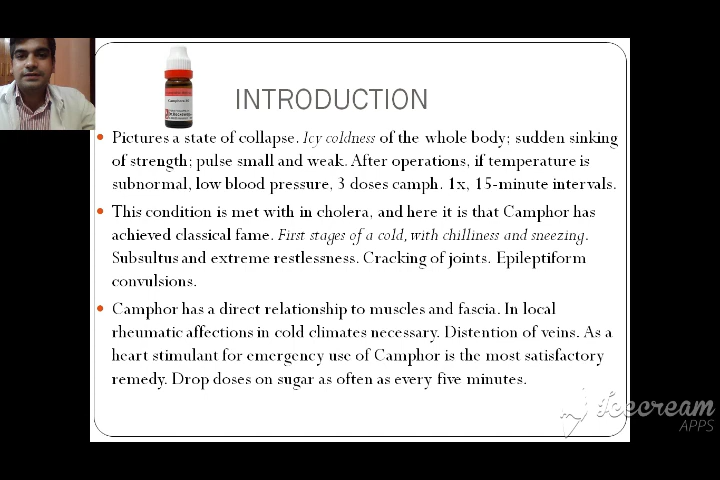 INTRODUCTION
Pictures a state of collapse. Icy coldness of the whole body; sudden sinking
of strength; pulse small and weak. After operations, if temperature is
subnormal, low blood pressure, 3 doses camph. 1x, 15-minute intervals.
This condition is met with in cholera, and here it is that Camphor has
achieved classical fame. First stages of a cold, with chilliness and sneezing.
Subsultus and extreme restlessness. Cracking of joints. Epileptiform
convulsions.
Camphor has a direct relationship to muscles and fascia. In local
rheumatic affections in cold climates necessary. Distention of veins. As a
heart stimulant for emergency use of Camphor is the most satisfactory
remedy. Drop doses on sugar as often as every five minutes.
Icecream
APPS